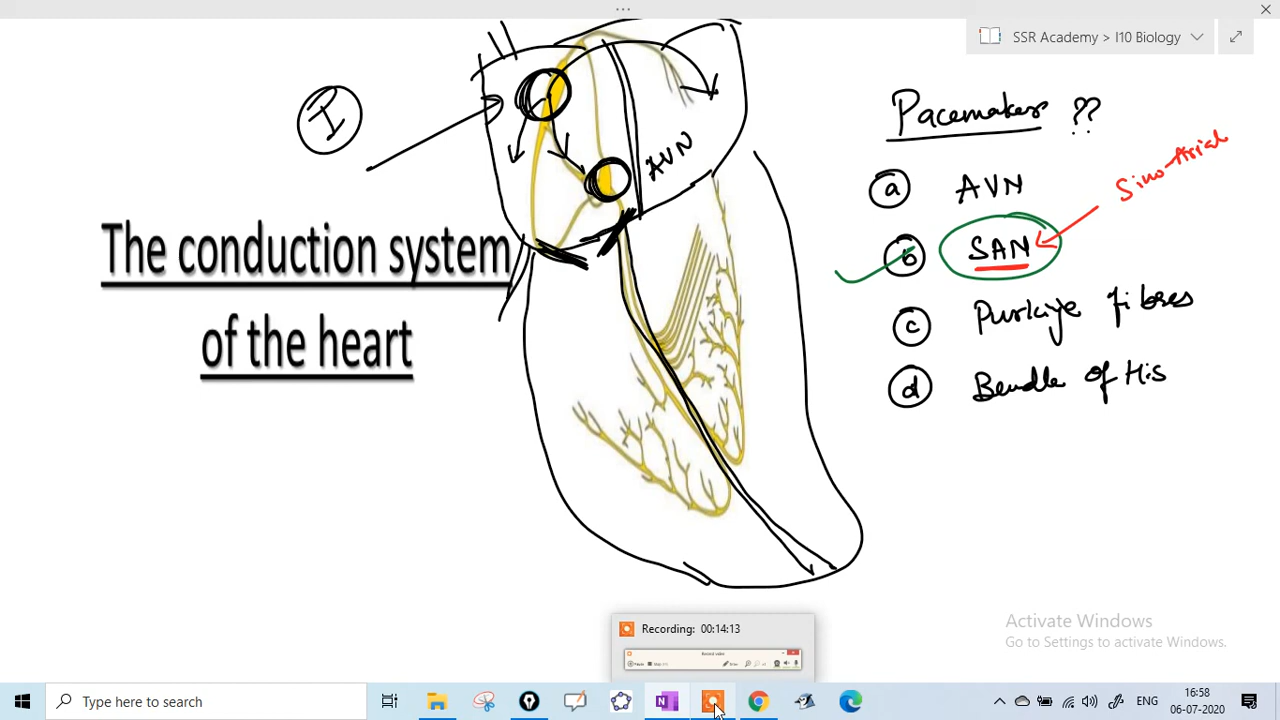 SSR Academy > I10 Biology
I
AVN
The conduction system
of the heart
Pacemaker ??
a AVN
b SAN
Sino Atrial
c Purkinje fibres
d Bundle of His
Recording: 00:14:13
Activate Windows
Go to Settings to activate Windows.
Type here to search
ENG
16:58
06-07-2020